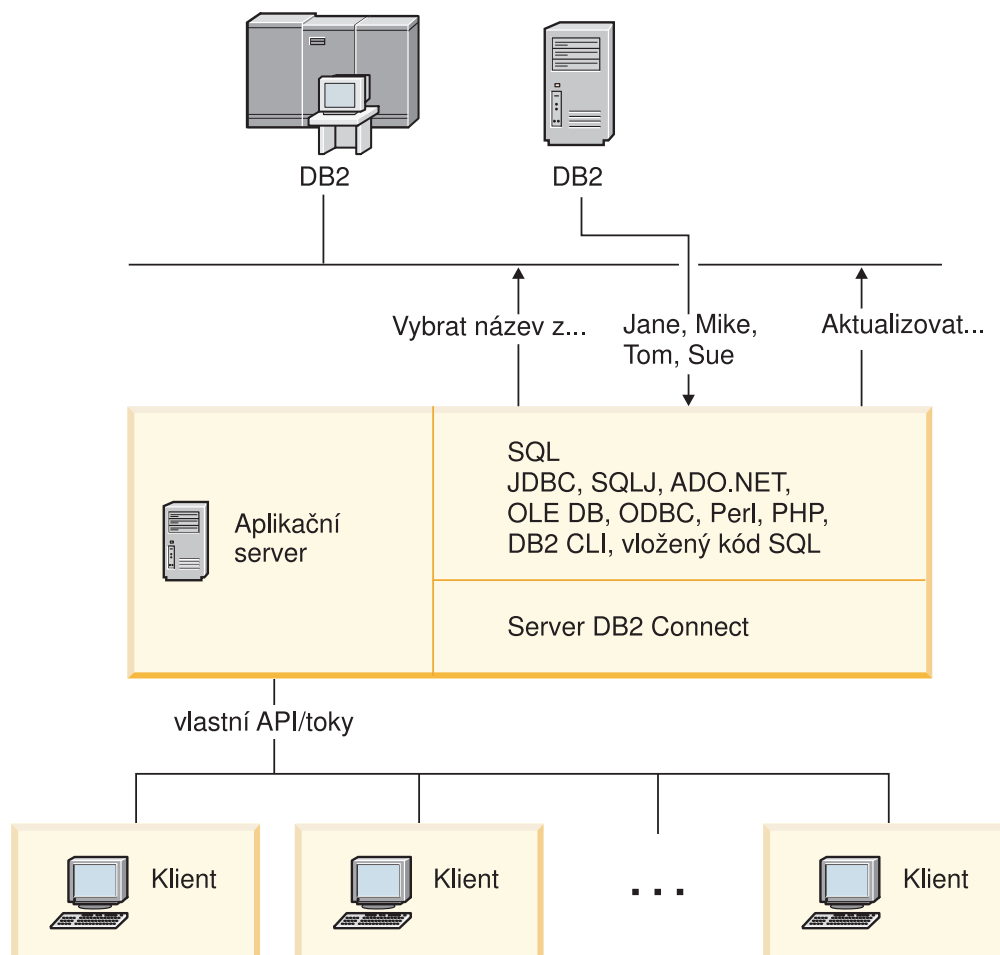 DB2
DB2
Vybrat název z...
Jane, Mike,
Tom, Sue
Aktualizovat...
Aplikační
server
SQL
JDBC, SQLJ, ADO.NET,
OLE DB, ODBC, Perl, PHP,
DB2 CLI, vložený kód SQL
Server DB2 Connect
vlastní API/toky
Klient
Klient
...
Klient